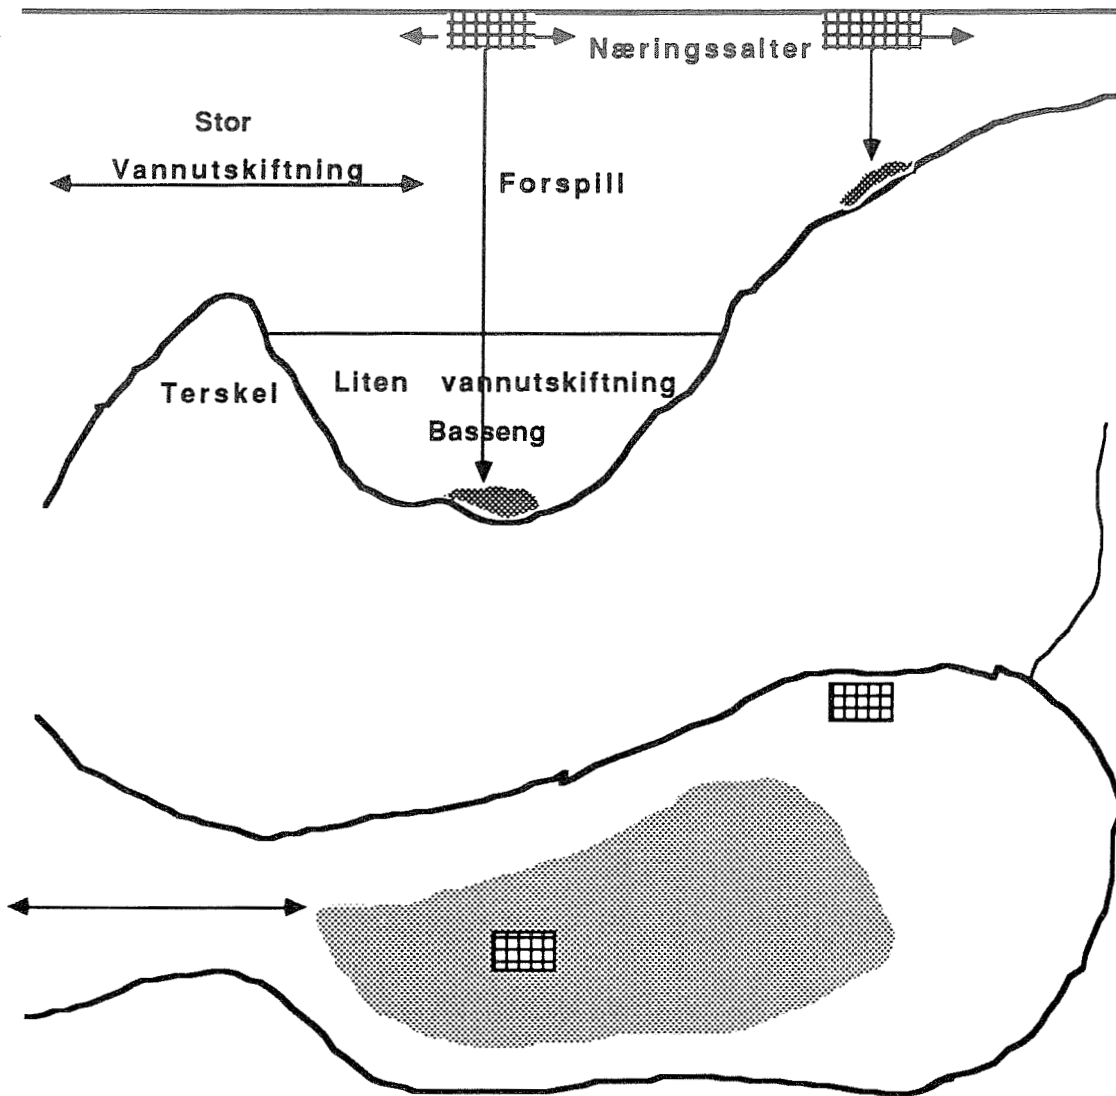 Næringssalter
Stor
Vannutskiftning
Forspill
Terskel
Liten vannutskiftning
Basseng